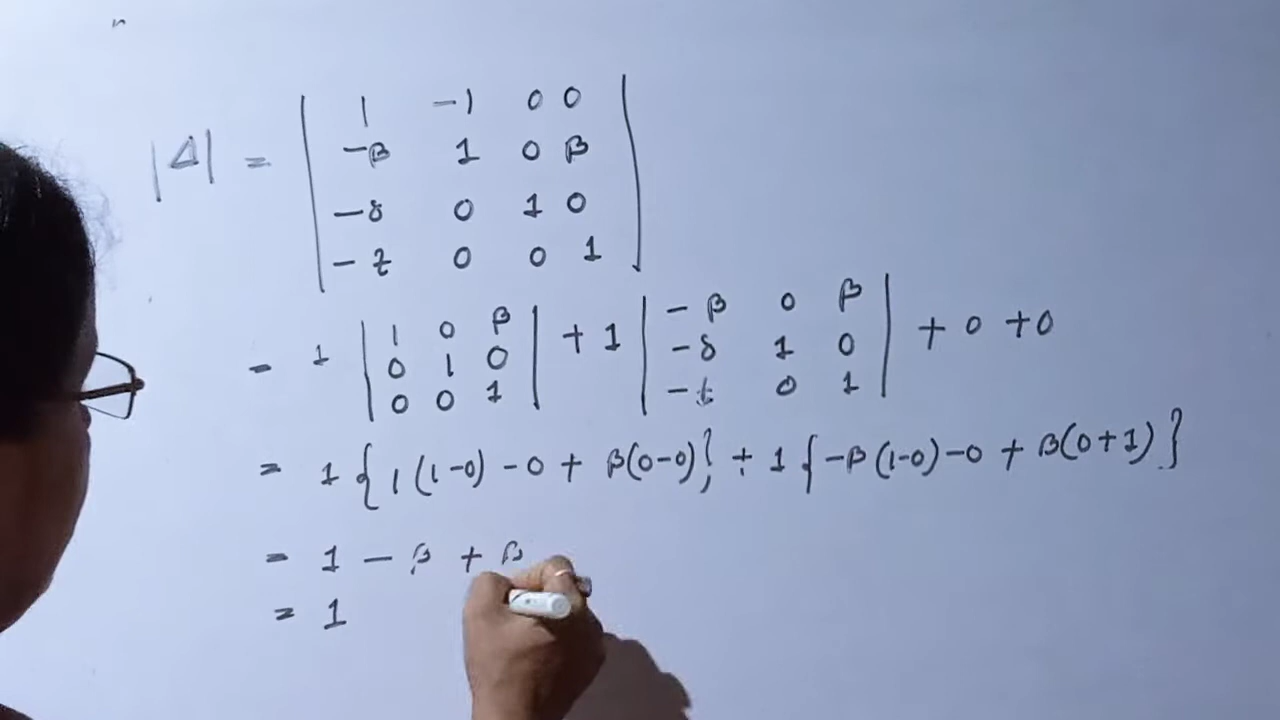 |Δ| = | 1 -1 0 0 |
| -β 1 0 β |
| -δ 0 1 0 |
| -t 0 0 1 |
= 1 | 1 0 β | + 1 | -β 0 β | + 0 + 0
| 0 1 0 | | -δ 1 0 |
| 0 0 1 | | -t 0 1 |
= 1 {1(1-0) - 0 + β(0-0)} + 1 {-β(1-0) - 0 + β(0+1)}
= 1 - β + β
= 1